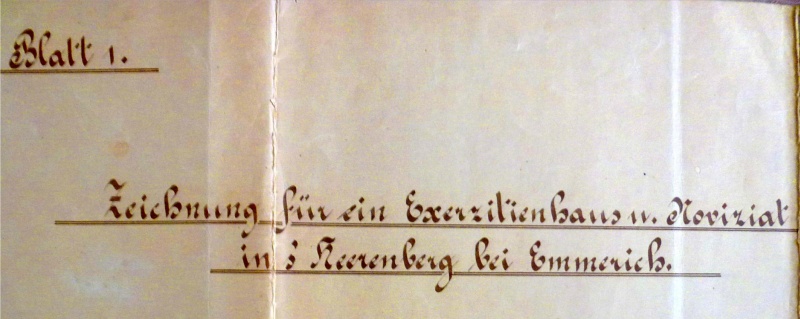 Blatt 1.
Zeichnung für ein Exerzitienhaus u. Noviziat
in s' Heerenberg bei Emmerich.